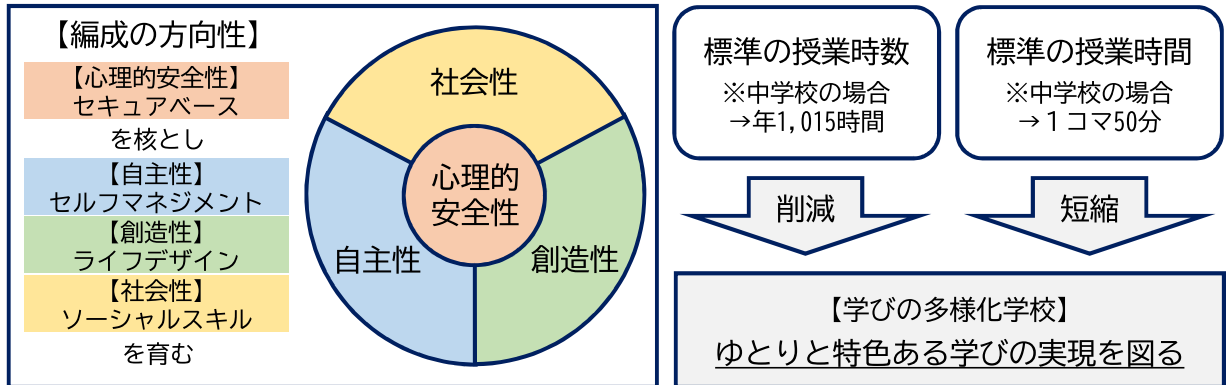 【編成の方向性】
【心理的安全性】
セキュアベース
を核とし
【自主性】
セルフマネジメント
【創造性】
ライフデザイン
【社会性】
ソーシャルスキル
を育む
社会性
心理的
安全性
自主性
創造性
標準の授業時数
※中学校の場合
→年1,015時間
標準の授業時間
※中学校の場合
→１コマ50分
削減
短縮
【学びの多様化学校】
ゆとりと特色ある学びの実現を図る